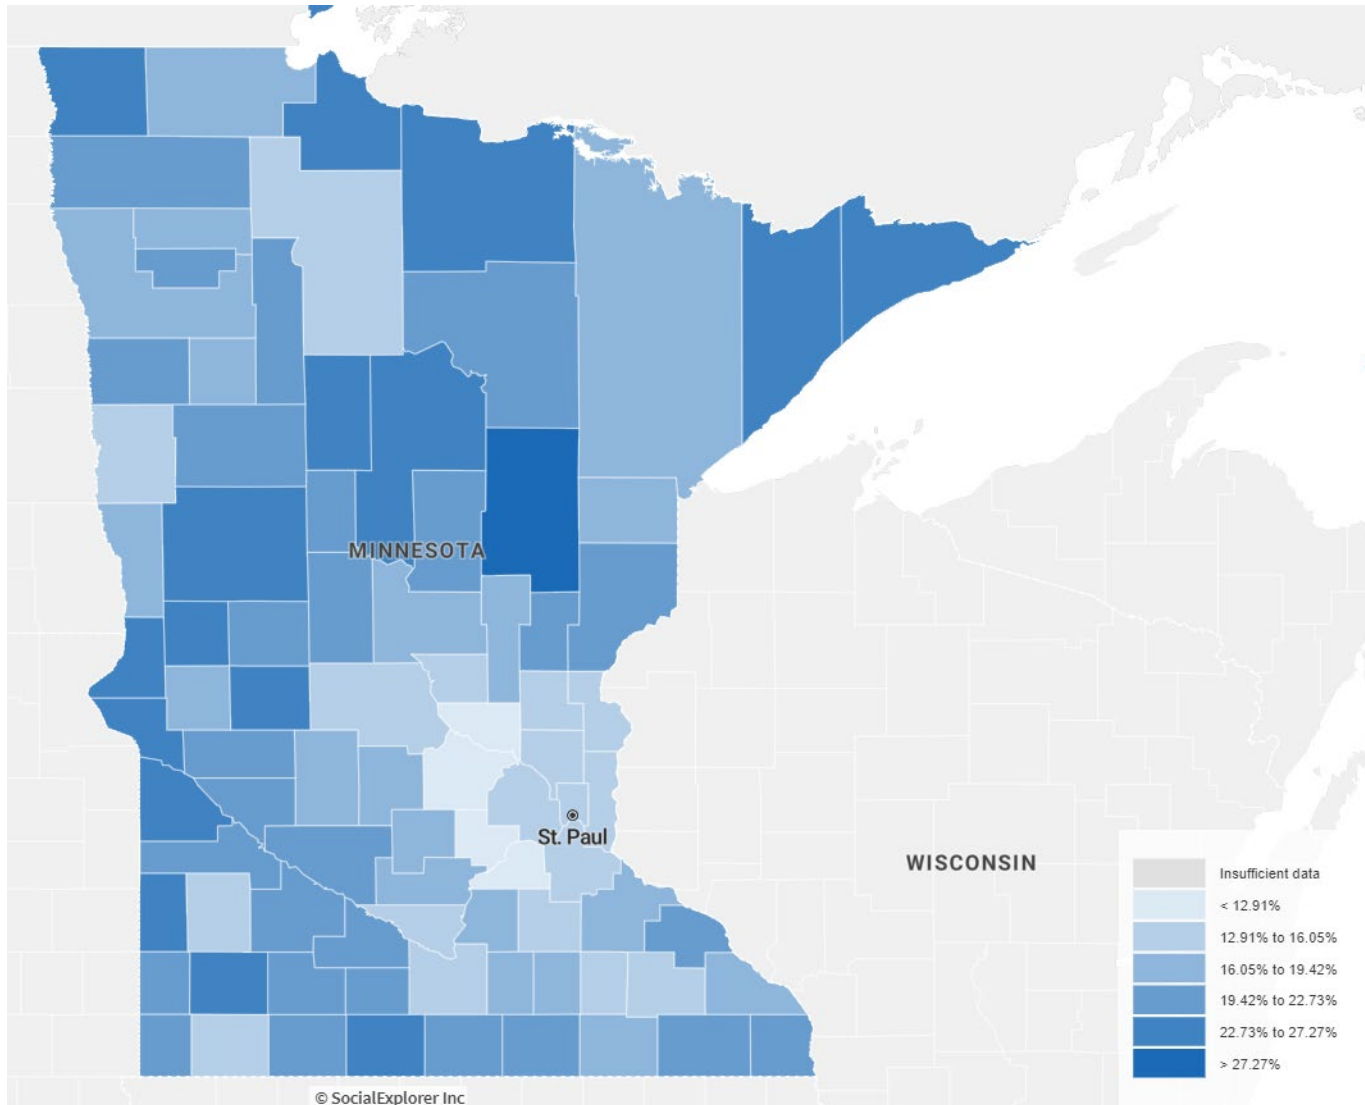 MINNESOTA
St. Paul
WISCONSIN
Insufficient data
< 12.91%
12.91% to 16.05%
16.05% to 19.42%
19.42% to 22.73%
22.73% to 27.27%
> 27.27%
© SocialExplorer Inc